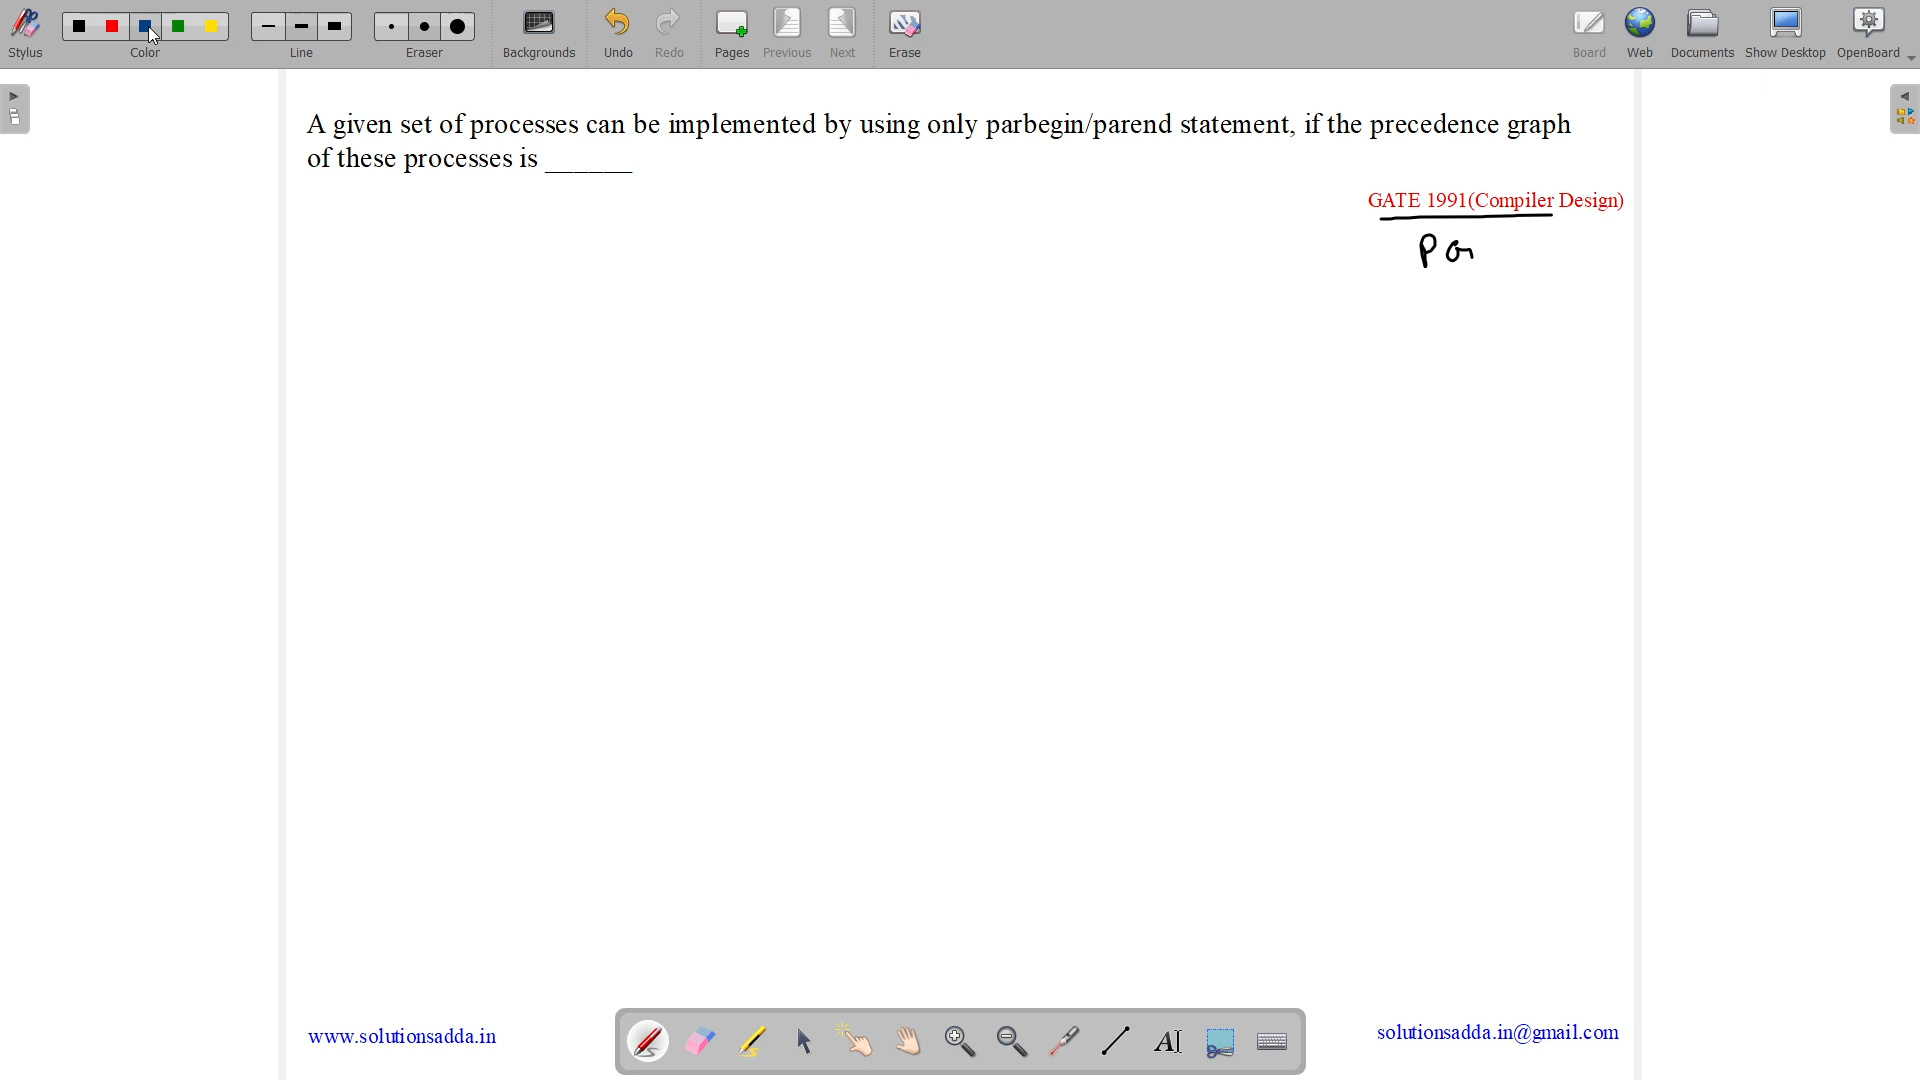 Stylus
Color
Line
Eraser
Backgrounds
Undo
Redo
Pages
Previous
Next
Erase
Board
Web
Documents
Show Desktop
OpenBoard
A given set of processes can be implemented by using only parbegin/parend statement, if the precedence graph
of these processes is ______
GATE 1991(Compiler Design)
www.solutionsadda.in
solutionsadda.in@gmail.com